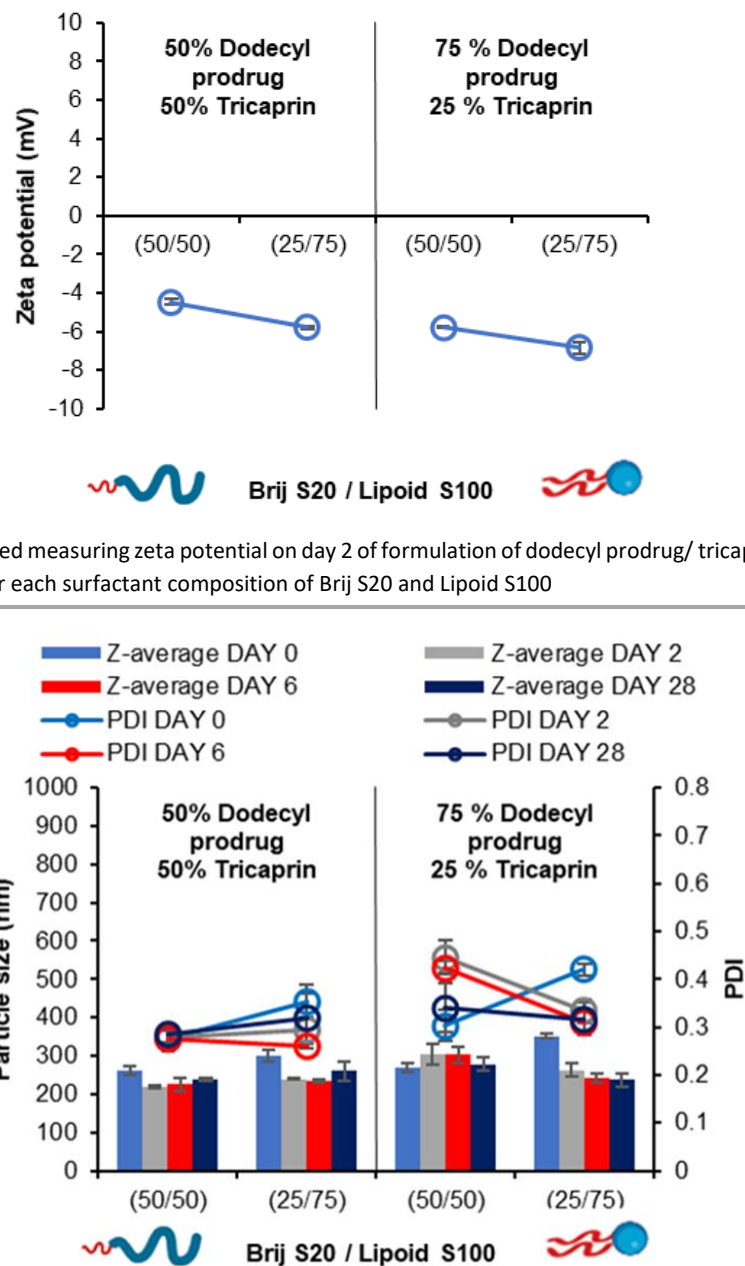 10
8
6
4
2
0
-2
-4
-6
-8
-10
Zeta potential (mV)
50% Dodecyl
prodrug
50% Tricaprin
75 % Dodecyl
prodrug
25 % Tricaprin
(50/50)
(25/75)
(50/50)
(25/75)
Brij S20 / Lipoid S100
ed measuring zeta potential on day 2 of formulation of dodecyl prodrug/ tricap
r each surfactant composition of Brij S20 and Lipoid S100
Z-average DAY 0
Z-average DAY 2
Z-average DAY 6
Z-average DAY 28
PDI DAY 0
PDI DAY 2
PDI DAY 6
PDI DAY 28
1000
900
800
700
600
500
400
300
200
100
0
Particle size (nm)
50% Dodecyl
prodrug
50% Tricaprin
75 % Dodecyl
prodrug
25 % Tricaprin
0.8
0.7
0.6
0.5
0.4
0.3
0.2
0.1
0
PDI
(50/50)
(25/75)
(50/50)
(25/75)
Brij S20 / Lipoid S100